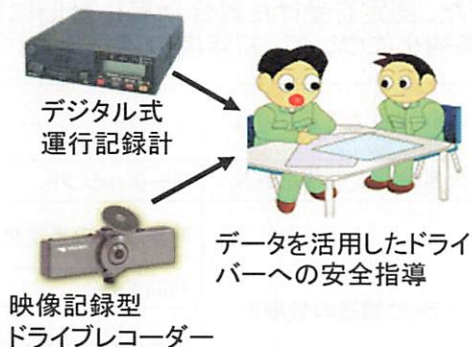 デジタル式
運行記録計
データを活用したドライ
バーへの安全指導
映像記録型
ドライブレコーダー